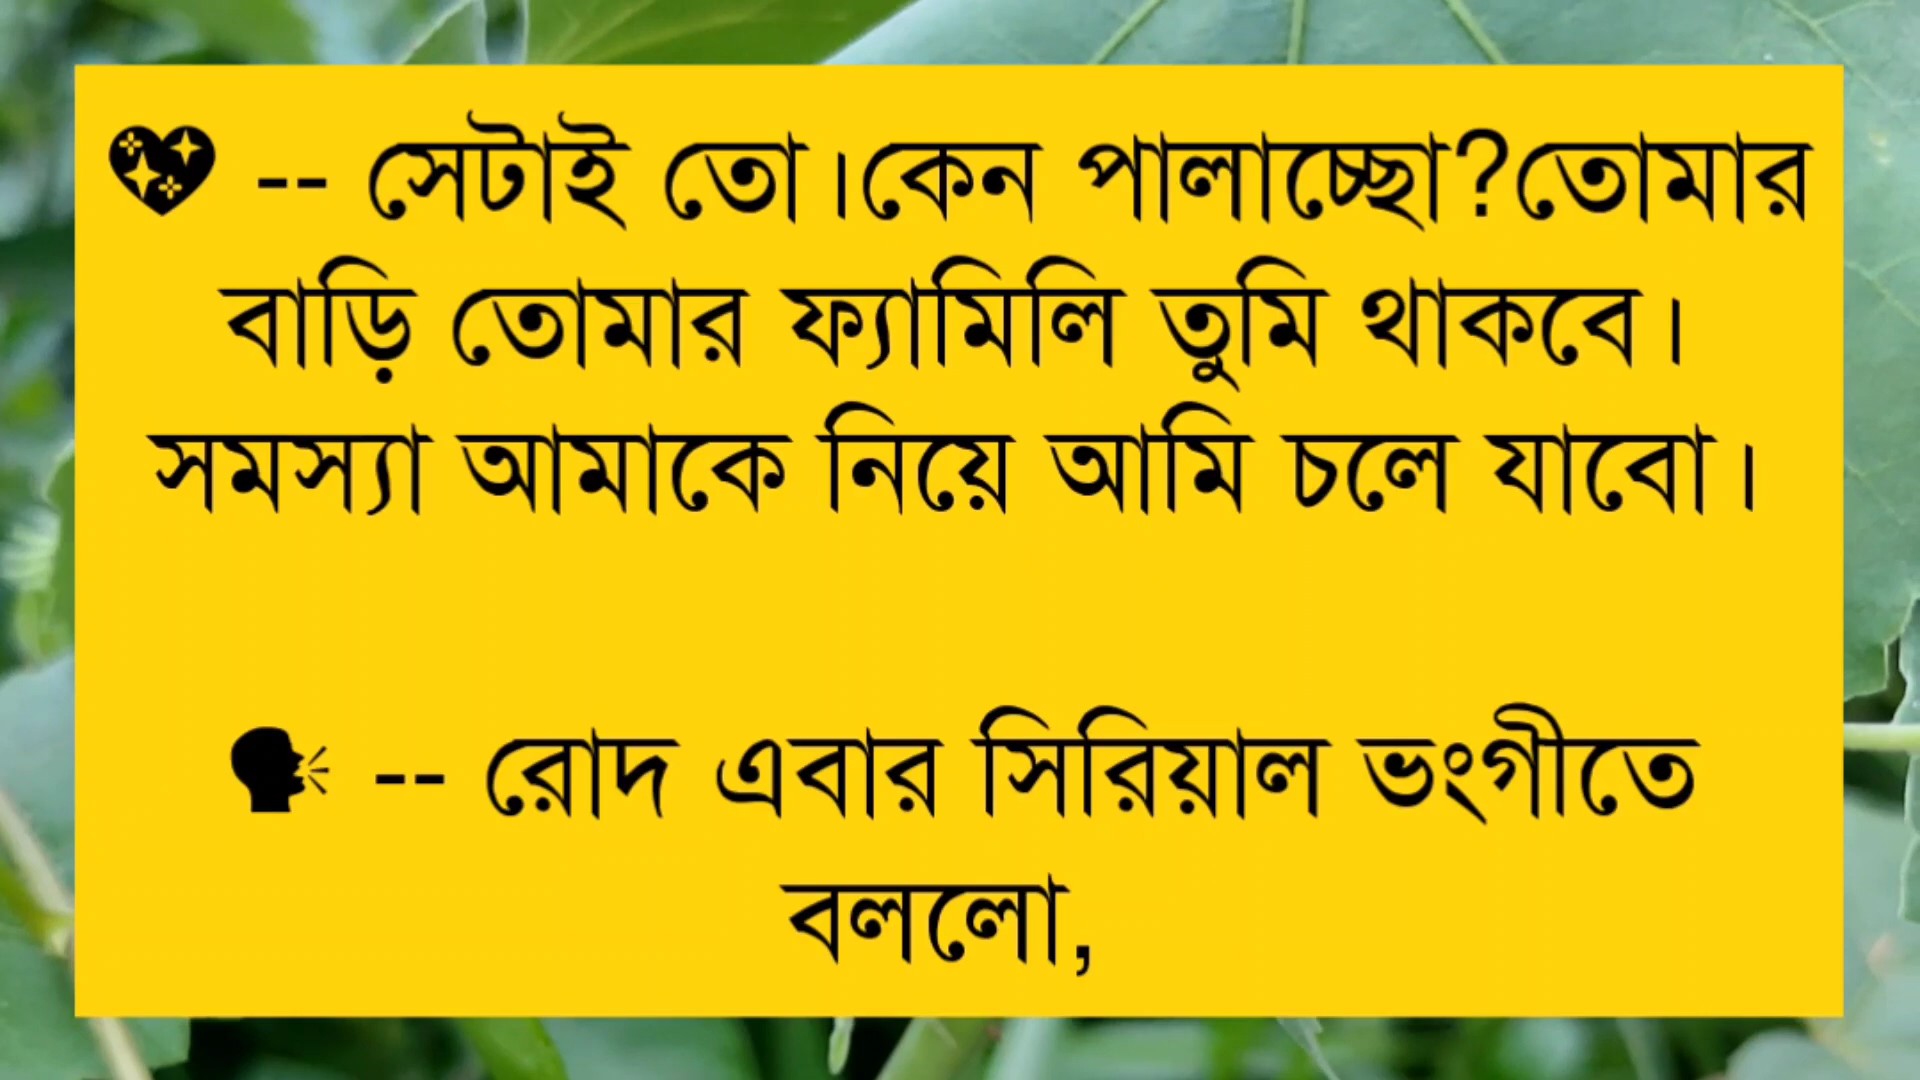 💖 -- সেটাই তো।কেন পালাচ্ছো?তোমার
বাড়ি তোমার ফ্যামিলি তুমি থাকবে।
সমস্যা আমাকে নিয়ে আমি চলে যাবো।
🗣 -- রোদ এবার সিরিয়াল ভংগীতে
বললো,